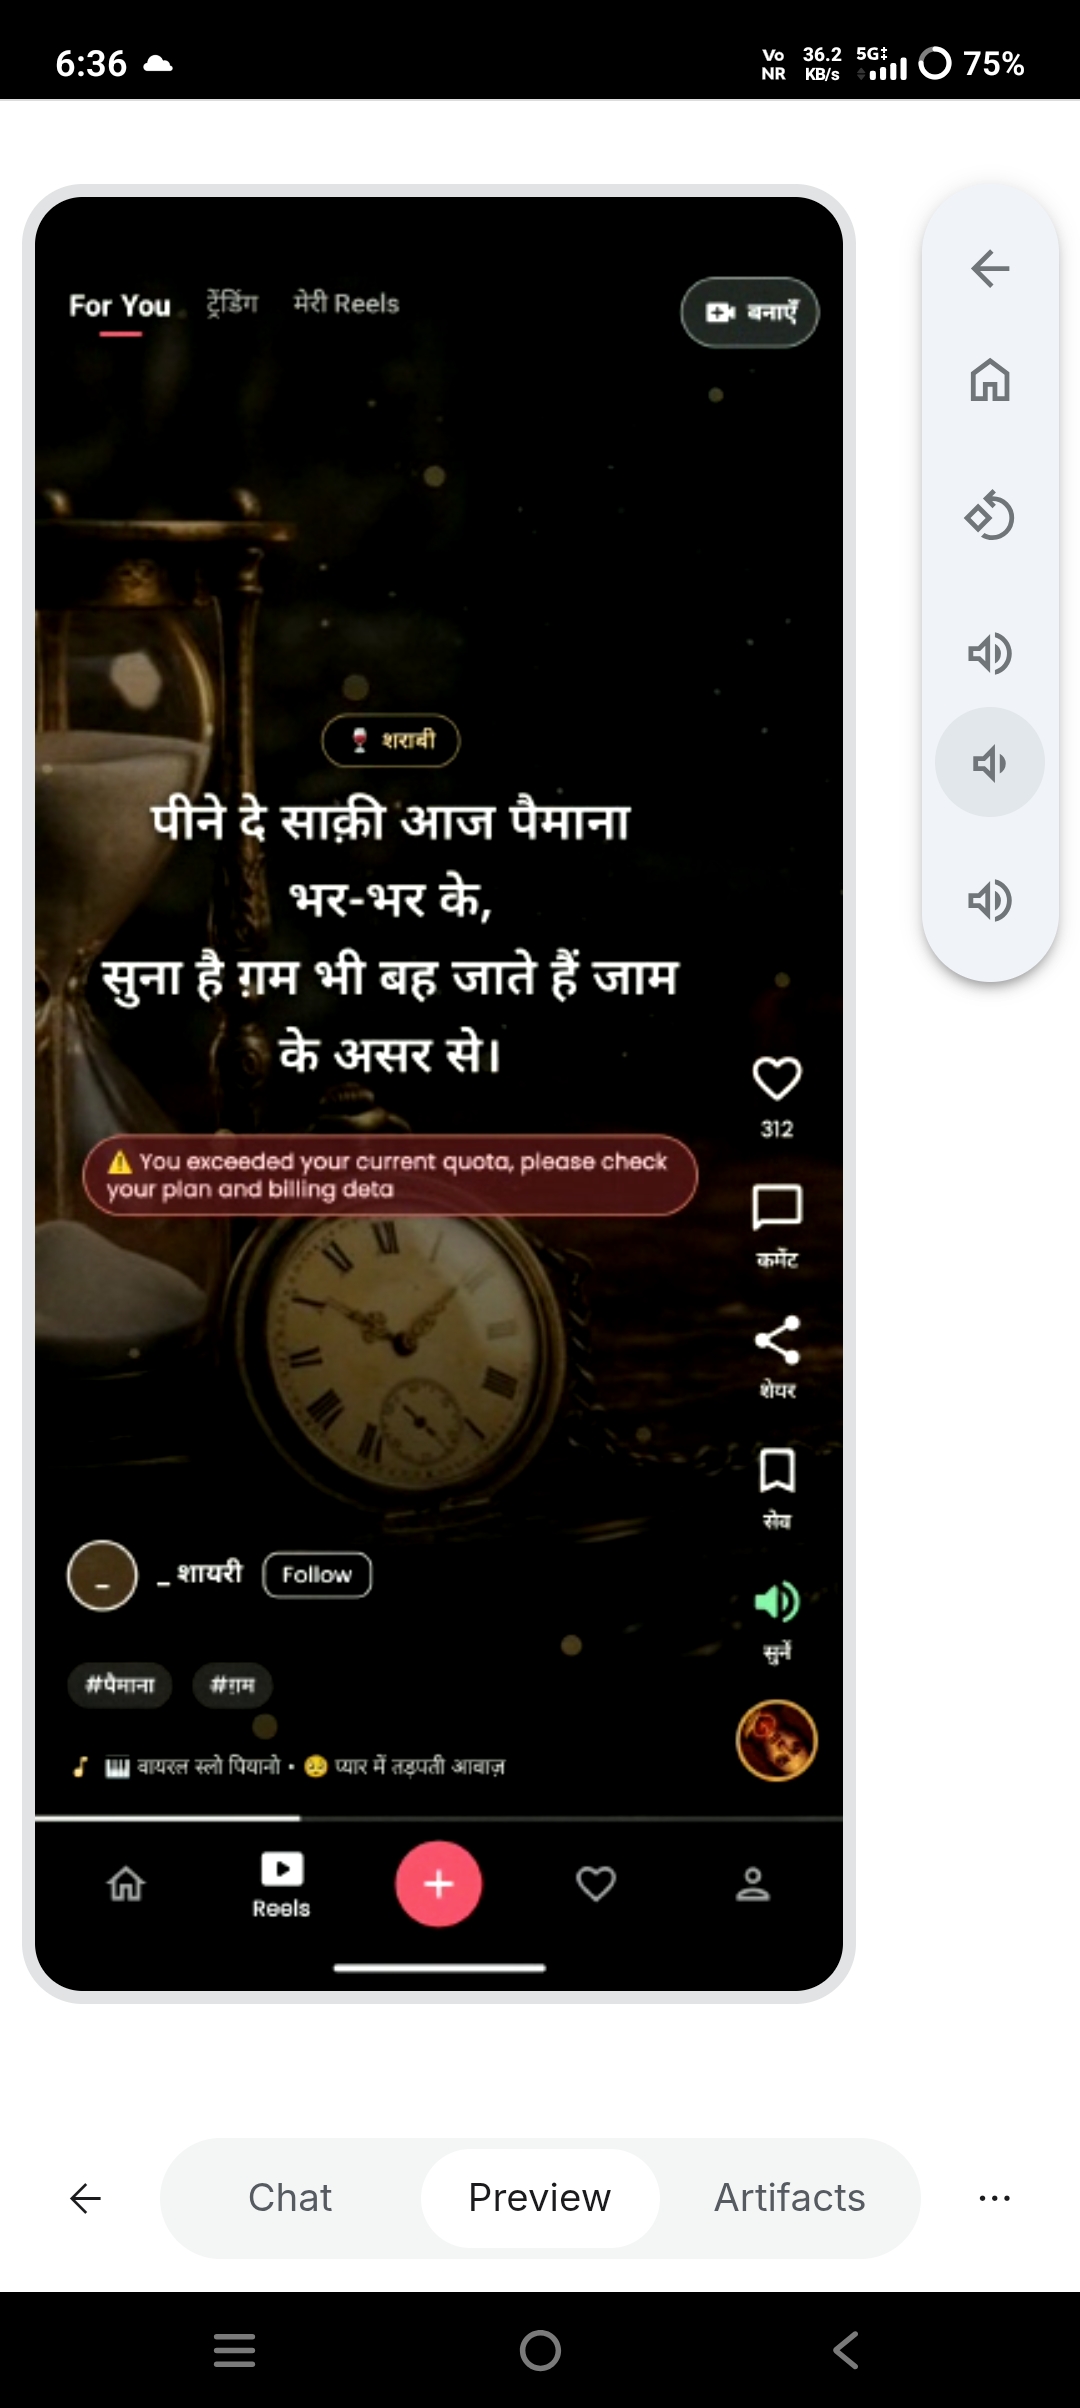 6:36
Vo NR 36.2 KB/s 5G‡ 75%
For You ट्रेंडिंग मेरी Reels
बनाएँ
🍷 शराबी
पीने दे साक़ी आज पैमाना
भर-भर के,
सुना है ग़म भी बह जाते हैं जाम
के असर से।
312
⚠️ You exceeded your current quota, please check
your plan and billing deta
कमेंट
शेयर
सेव
_ _ शायरी Follow
सुनें
#पैमाना #ग़म
🎹 वायरल स्लो पियानो • 🥺 प्यार में तड़पती आवाज़
Reels
Chat Preview Artifacts